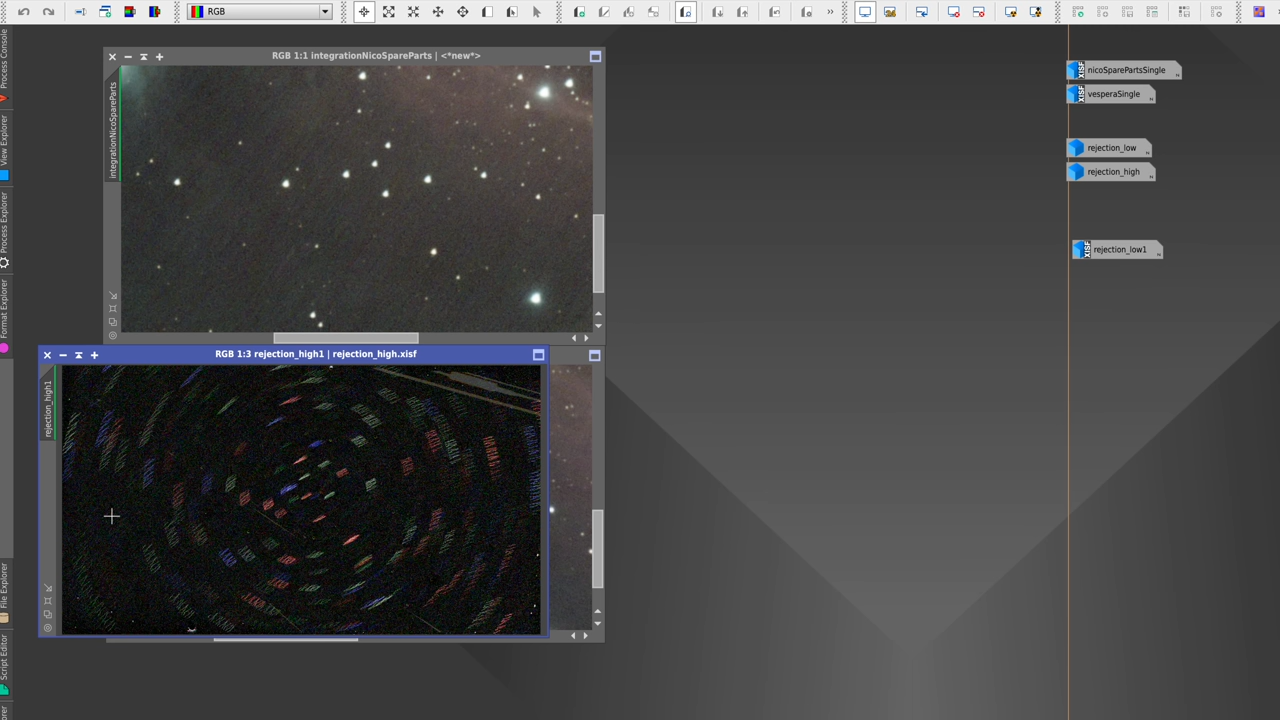 RGB
»
»
Process Console
View Explorer
Process Explorer
Format Explorer
File Explorer
Script Editor
RGB 1:1 integrationNicoSpareParts | <*new*>
integrationNicoSpareParts
RGB 1:3 rejection_high1 | rejection_high.xisf
rejection_high1
XISF nicoSparePartsSingle
XISF vesperaSingle
rejection_low
rejection_high
XISF rejection_low1